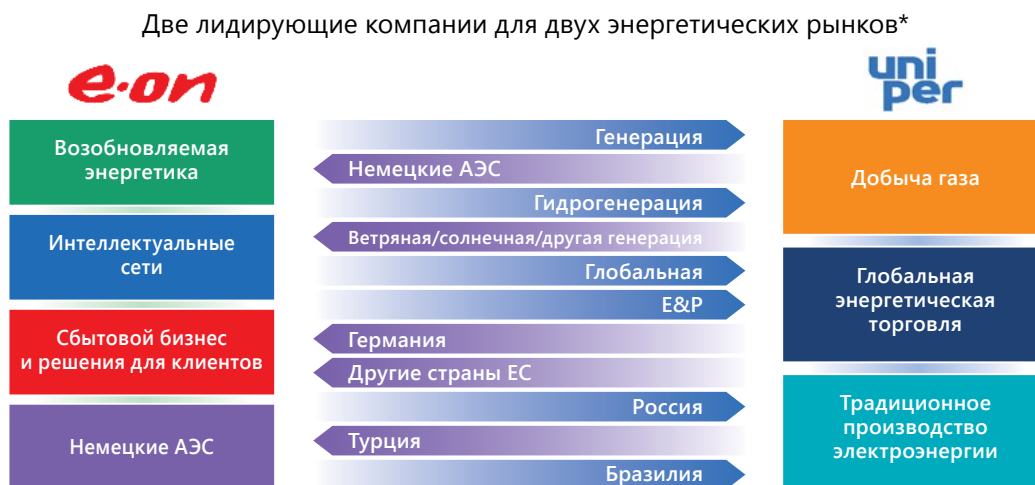 Две лидирующие компании для двух энергетических рынков*
e·on
uni
per
Возобновляемая
энергетика
Интеллектуальные
сети
Сбытовой бизнес
и решения для клиентов
Немецкие АЭС
Генерация
Немецкие АЭС
Гидрогенерация
Ветряная/солнечная/другая генерация
Глобальная
E&P
Германия
Другие страны ЕС
Россия
Турция
Бразилия
Добыча газа
Глобальная
энергетическая
торговля
Традиционное
производство
электроэнергии